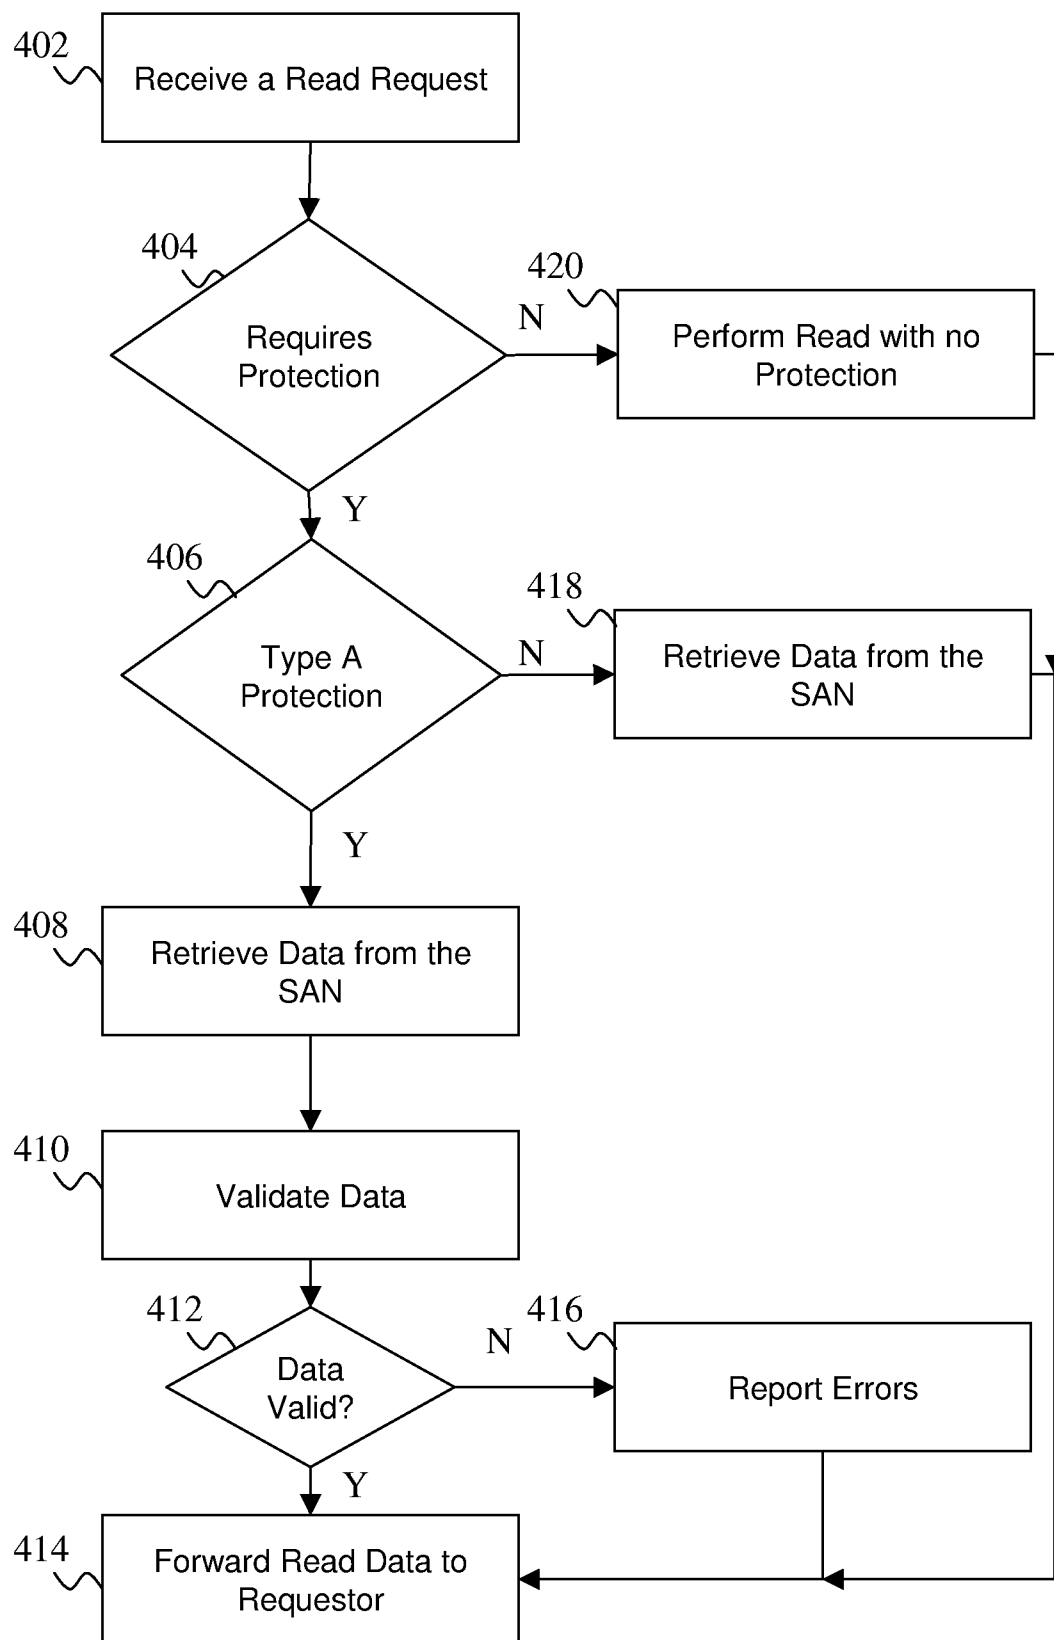 402
Receive a Read Request
404
Requires
Protection
N
420
Perform Read with no
Protection
Y
406
Type A
Protection
N
418
Retrieve Data from the
SAN
Y
408
Retrieve Data from the
SAN
410
Validate Data
412
Data
Valid?
N
416
Report Errors
Y
414
Forward Read Data to
Requestor